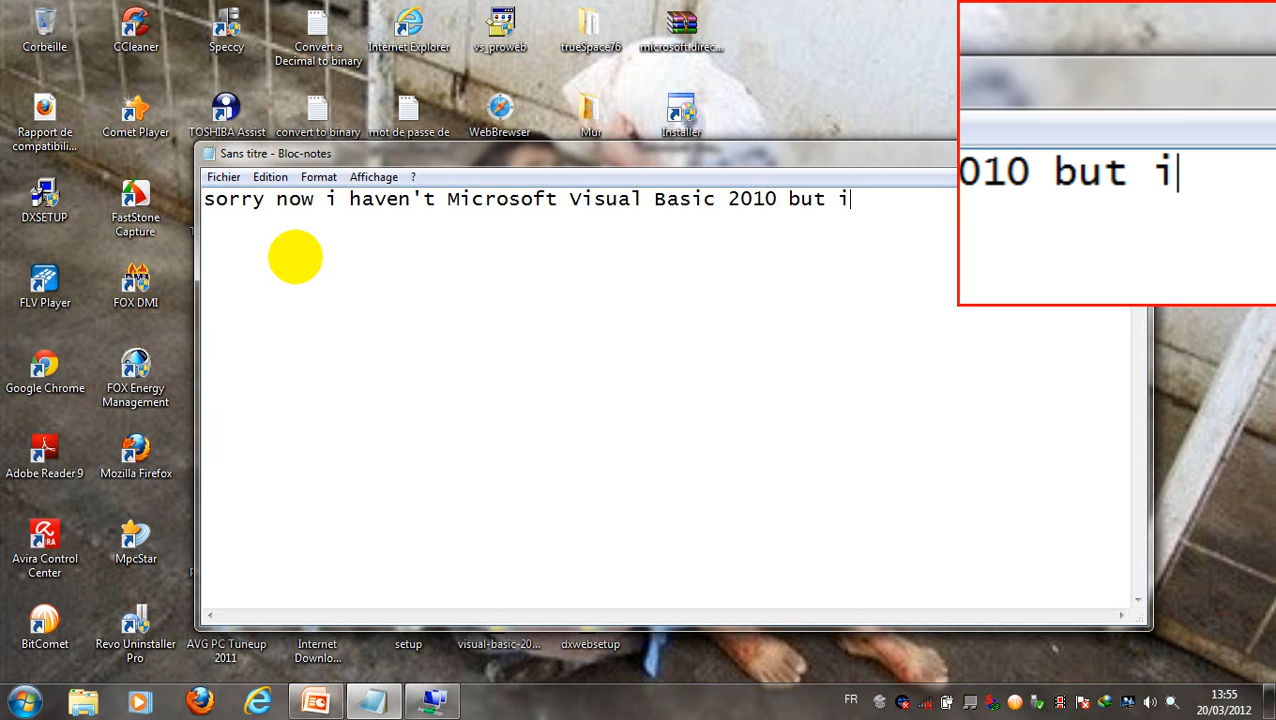 Corbeille
CCleaner
Speccy
Convert a
Decimal to binary
Internet Explorer
vs_proweb
trueSpace76
microsoft.direc...
Rapport de
compatibili...
Comet Player
TOSHIBA Assist
convert to binary
mot de passe de
WebBrewser
Mur
Installer
Sans titre - Bloc-notes
Fichier Edition Format Affichage ?
sorry now i haven't Microsoft Visual Basic 2010 but i
010 but i
DXSETUP
FastStone
Capture
FLV Player
FOX DMI
Google Chrome
FOX Energy
Management
Adobe Reader 9
Mozilla Firefox
Avira Control
Center
MpcStar
BitComet
Revo Uninstaller
Pro
AVG PC Tuneup
2011
Internet
Downlo...
setup
visual-basic-20...
dxwebsetup
FR
13:55
20/03/2012